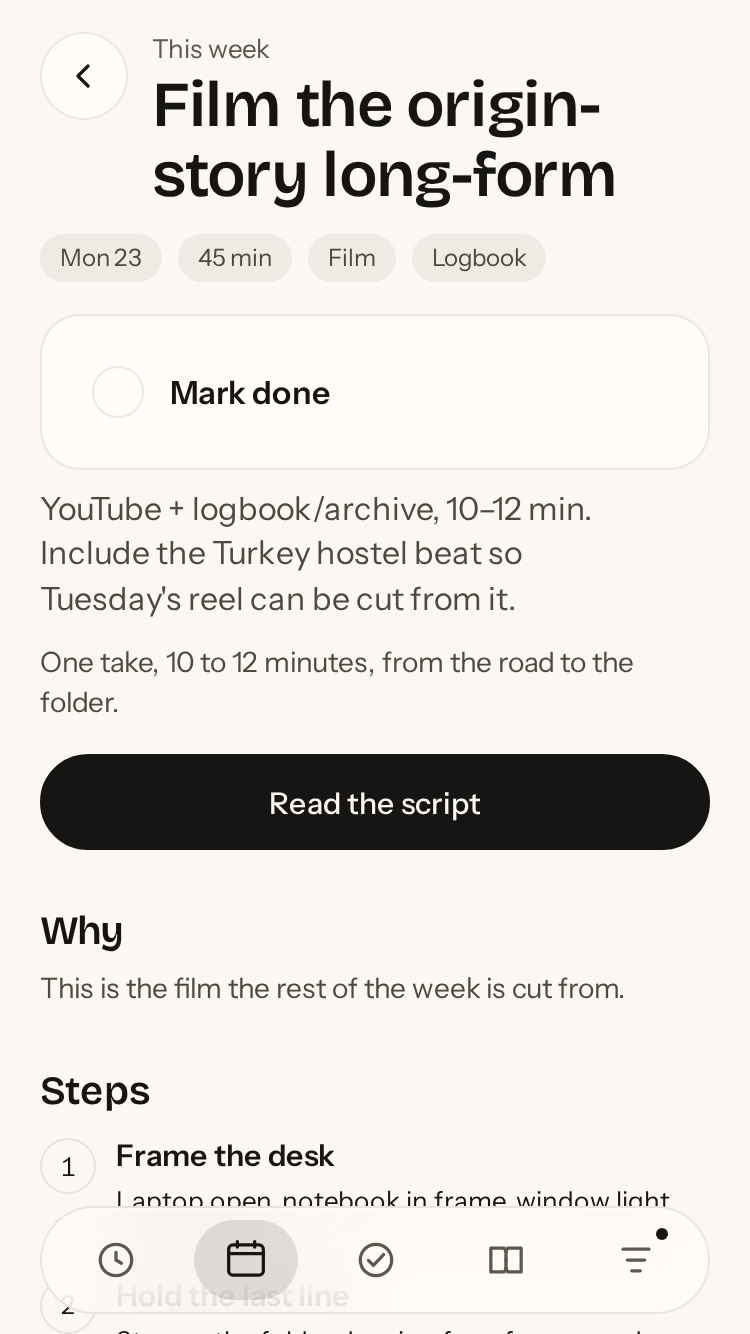 This week
Film the origin-
story long-form
Mon 23
45 min
Film
Logbook
Mark done
YouTube + logbook/archive, 10–12 min.
Include the Turkey hostel beat so
Tuesday's reel can be cut from it.
One take, 10 to 12 minutes, from the road to the
folder.
Read the script
Why
This is the film the rest of the week is cut from.
Steps
1
Frame the desk
Laptop open, notebook in frame, window light
2
Hold the last line